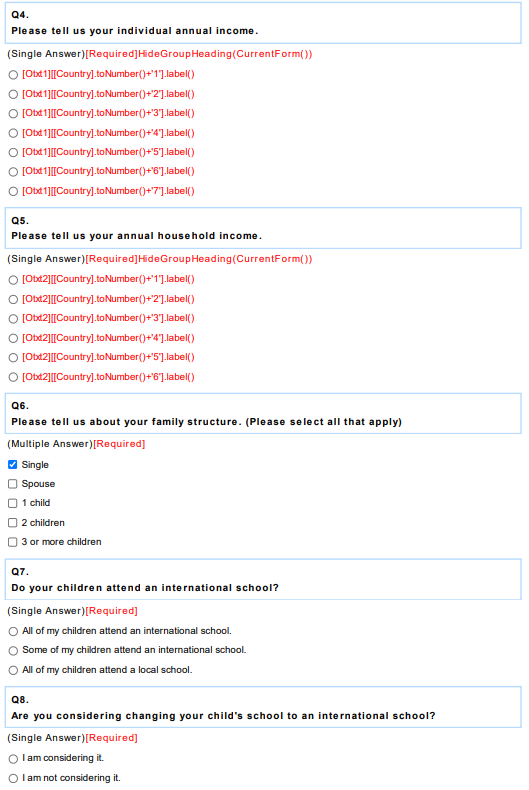 Q4.
Please tell us your individual annual income.
(Single Answer)[Required]HideGroupHeading(CurrentForm())
[Otxt1][[Country].toNumber()+'1'].label()
[Otxt1][[Country].toNumber()+'2'].label()
[Otxt1][[Country].toNumber()+'3'].label()
[Otxt1][[Country].toNumber()+'4'].label()
[Otxt1][[Country].toNumber()+'5'].label()
[Otxt1][[Country].toNumber()+'6'].label()
[Otxt1][[Country].toNumber()+'7'].label()
Q5.
Please tell us your annual household income.
(Single Answer)[Required]HideGroupHeading(CurrentForm())
[Otxt2][[Country].toNumber()+'1'].label()
[Otxt2][[Country].toNumber()+'2'].label()
[Otxt2][[Country].toNumber()+'3'].label()
[Otxt2][[Country].toNumber()+'4'].label()
[Otxt2][[Country].toNumber()+'5'].label()
[Otxt2][[Country].toNumber()+'6'].label()
Q6.
Please tell us about your family structure. (Please select all that apply)
(Multiple Answer)[Required]
Single
Spouse
1 child
2 children
3 or more children
Q7.
Do your children attend an international school?
(Single Answer)[Required]
All of my children attend an international school.
Some of my children attend an international school.
All of my children attend a local school.
Q8.
Are you considering changing your child's school to an international school?
(Single Answer)[Required]
I am considering it.
I am not considering it.